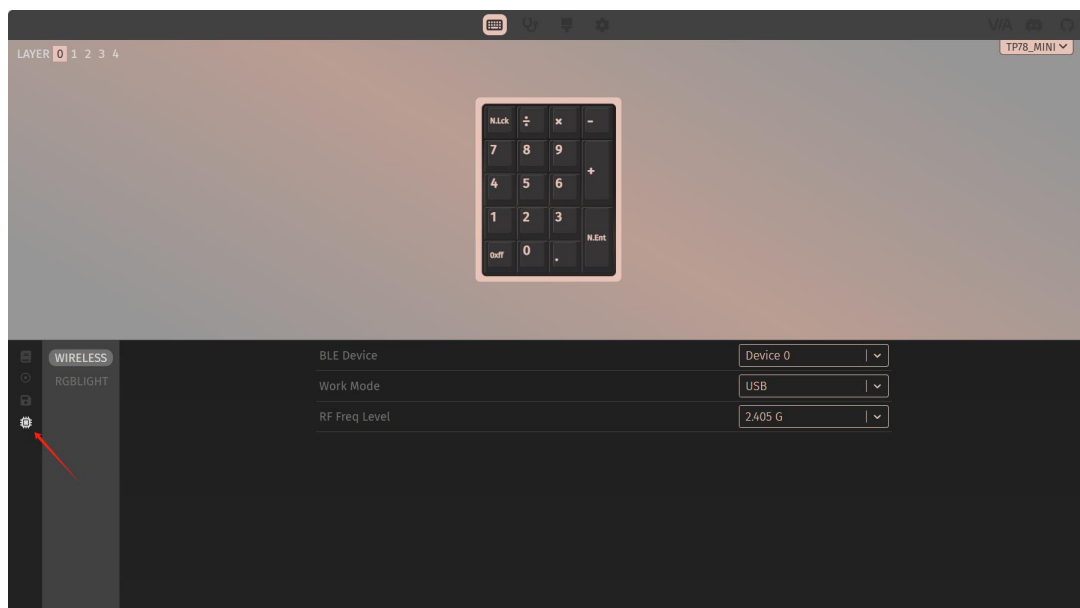 VIA
LAYER 0 1 2 3 4
TP78_MINI
N.Lck ÷ × -
7 8 9
+
4 5 6
1 2 3
N.Ent
0xff 0 .
WIRELESS
RGBLIGHT
BLE Device
Device 0
Work Mode
USB
RF Freq Level
2.405 G